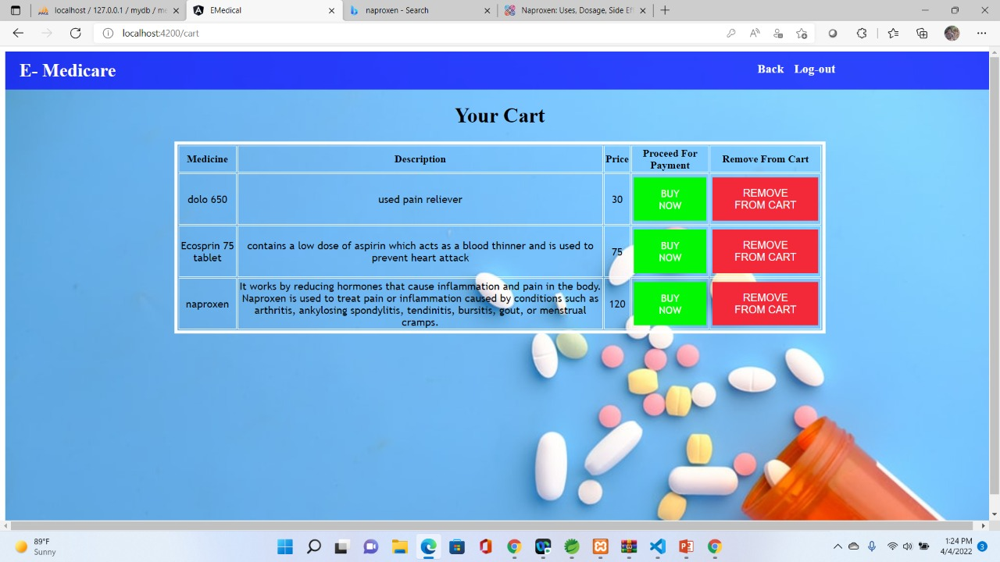 localhost / 127.0.0.1 / mydb / me
EMedical
naproxen - Search
Naproxen: Uses, Dosage, Side Ef
localhost:4200/cart
E- Medicare
Back Log-out
Your Cart
Medicine Description Price Proceed For Payment Remove From Cart
dolo 650 used pain reliever 30 BUY NOW REMOVE FROM CART
Ecosprin 75 tablet contains a low dose of aspirin which acts as a blood thinner and is used to prevent heart attack 75 BUY NOW REMOVE FROM CART
naproxen It works by reducing hormones that cause inflammation and pain in the body. Naproxen is used to treat pain or inflammation caused by conditions such as arthritis, ankylosing spondylitis, tendinitis, bursitis, gout, or menstrual cramps. 120 BUY NOW REMOVE FROM CART
89°F
Sunny
1:24 PM
4/4/2022
3